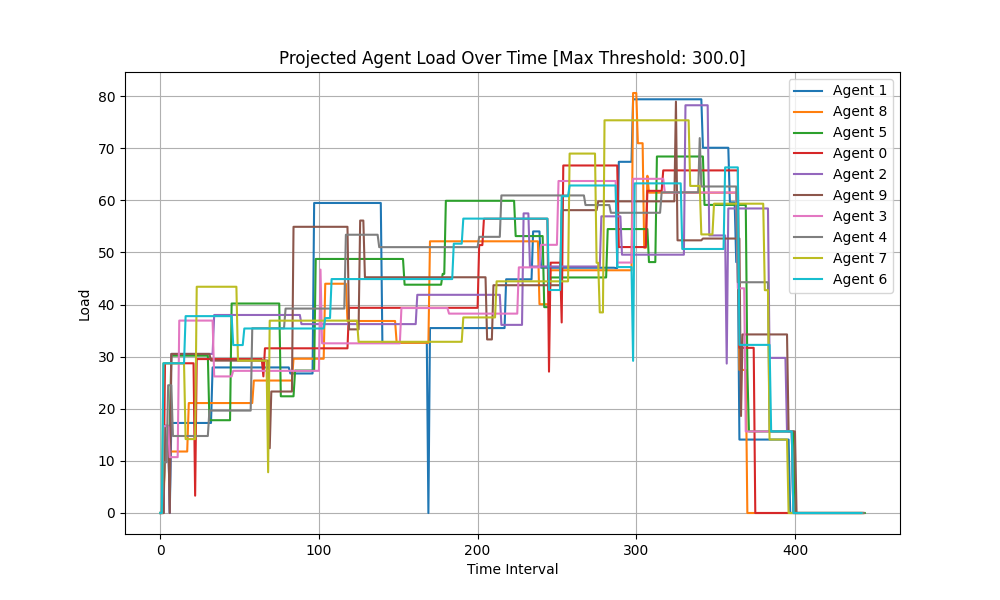 Projected Agent Load Over Time [Max Threshold: 300.0]
Load
80
70
60
50
40
30
20
10
0
0 100 200 300 400
Time Interval
Agent 1
Agent 8
Agent 5
Agent 0
Agent 2
Agent 9
Agent 3
Agent 4
Agent 7
Agent 6